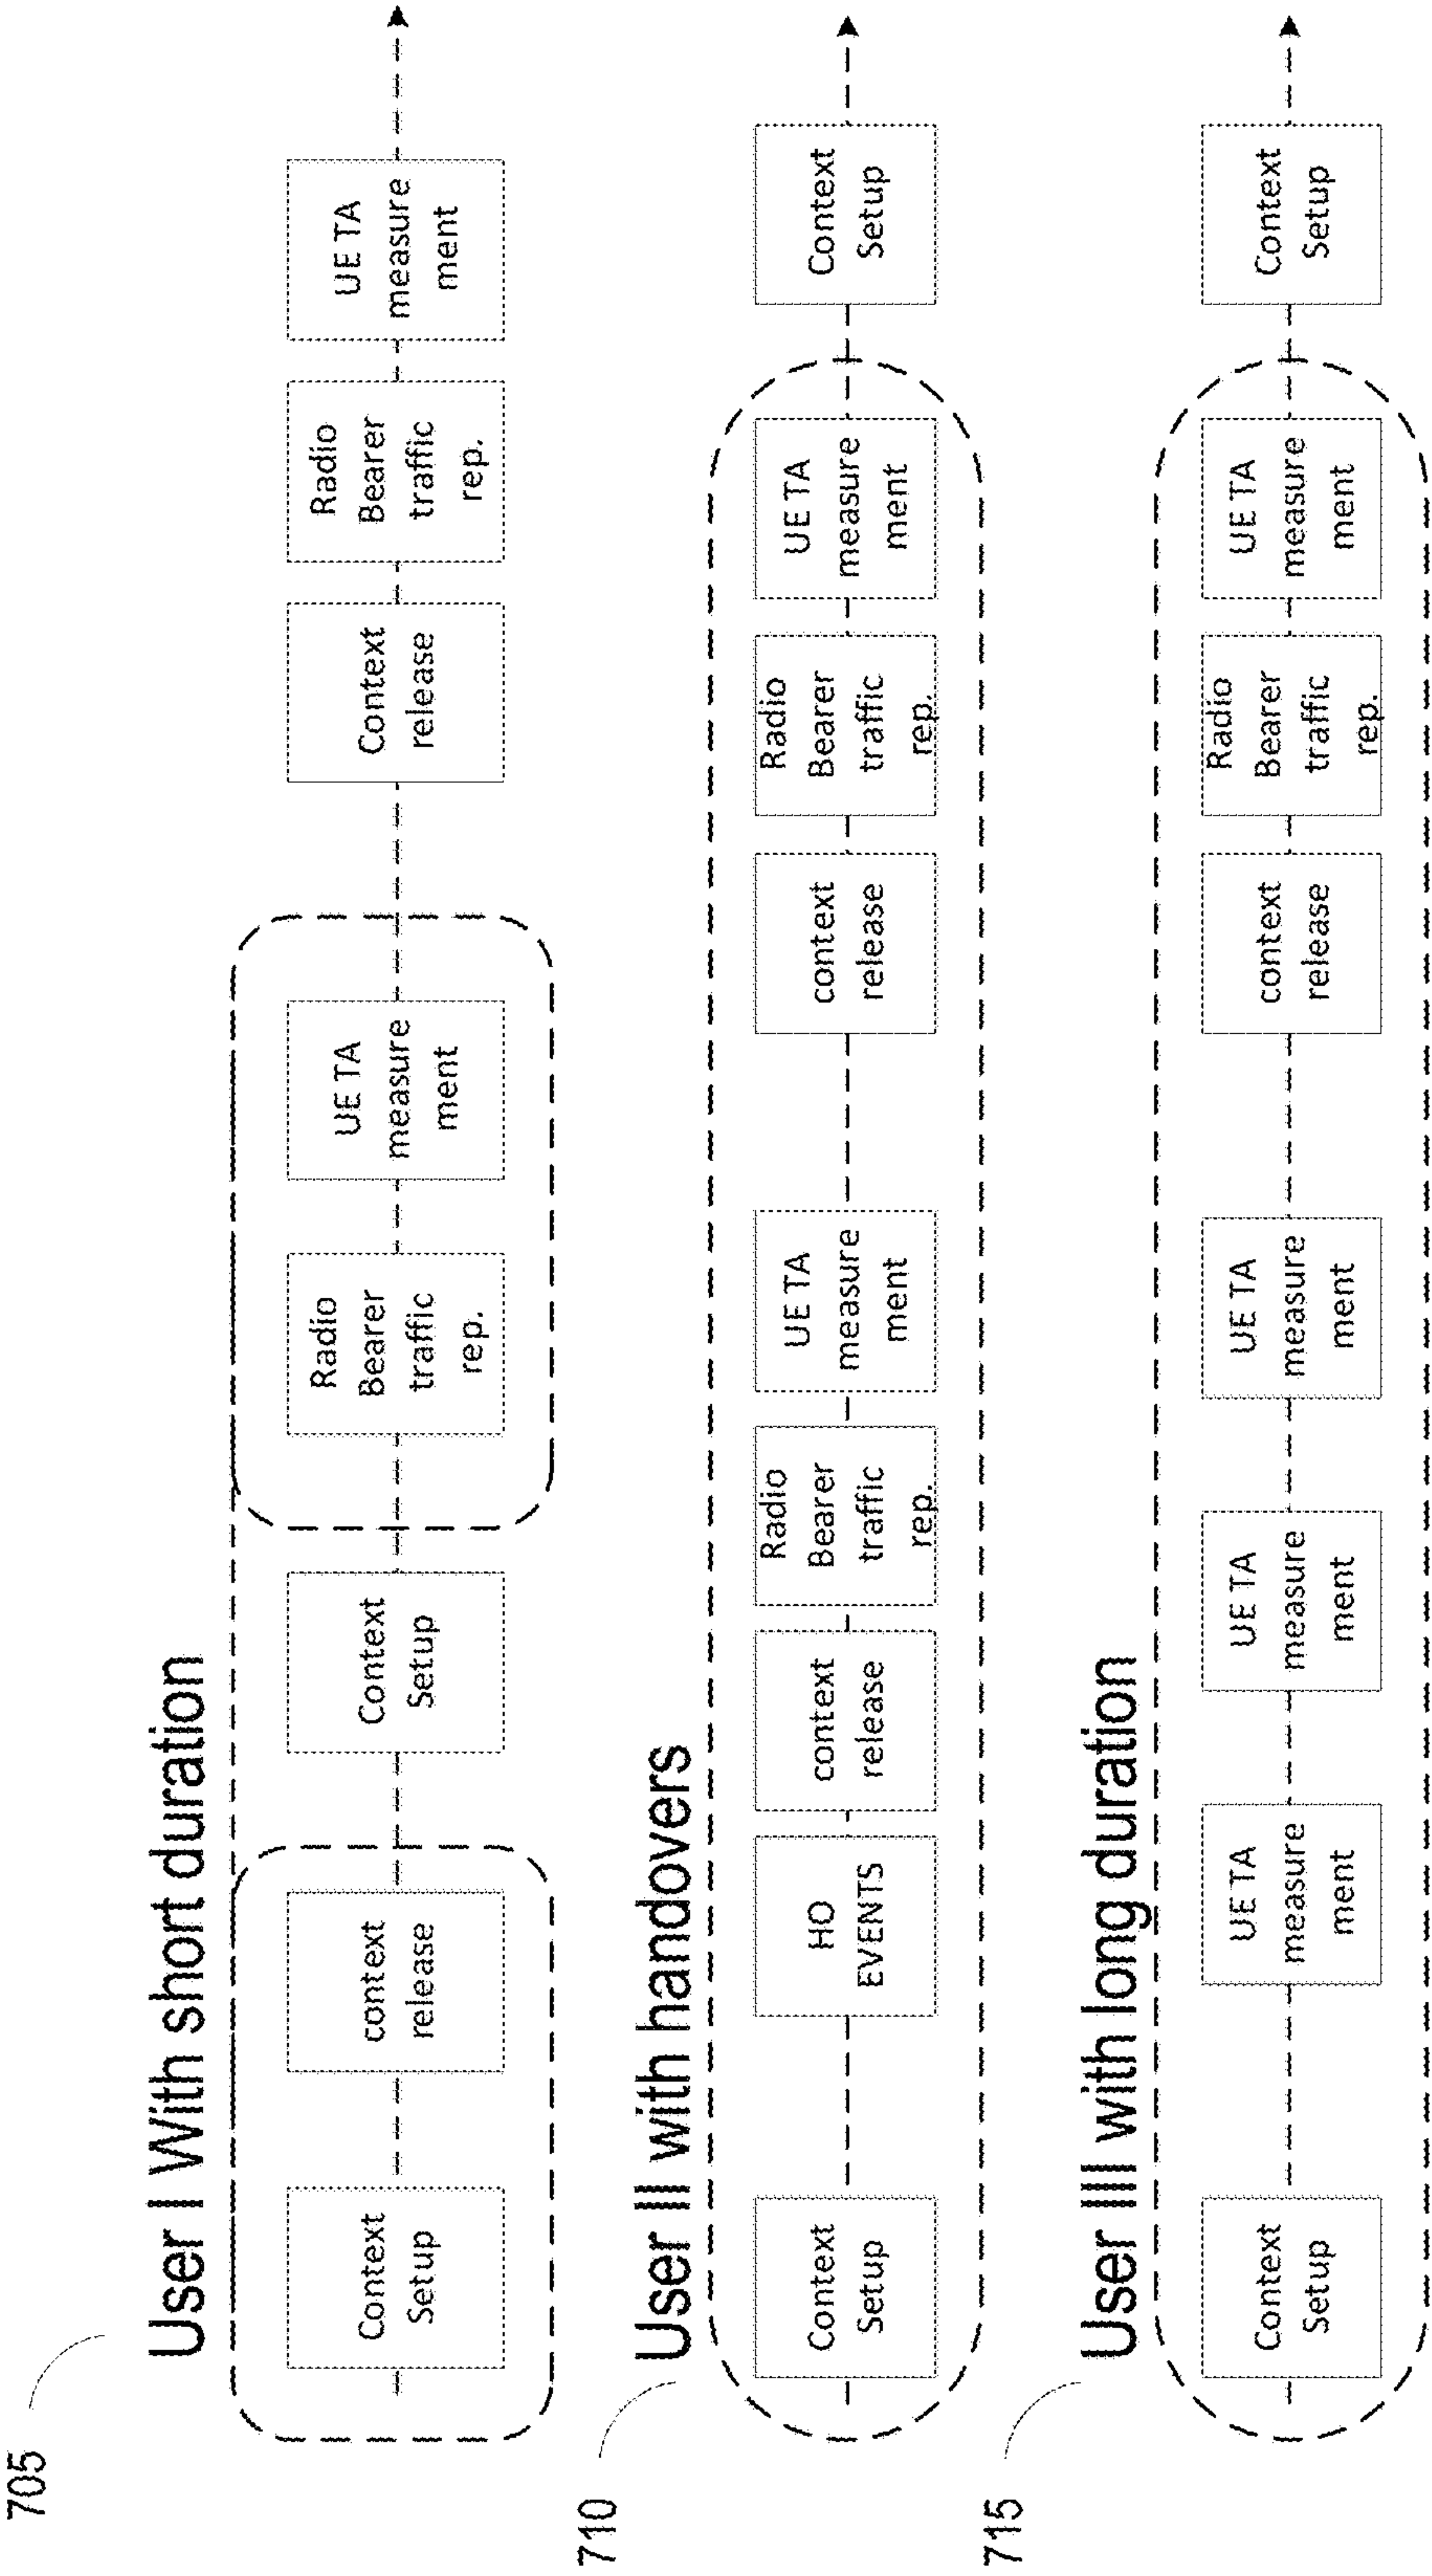 705
User I With short duration
Context
Setup
context
release
Context
Setup
Radio
Bearer
traffic
rep.
UE TA
measure
ment
Context
release
Radio
Bearer
traffic
rep.
UE TA
measure
ment
710
User II with handovers
Context
Setup
HO
EVENTS
context
release
Radio
Bearer
traffic
rep.
UE TA
measure
ment
context
release
Radio
Bearer
traffic
rep.
UE TA
measure
ment
Context
Setup
715
User III with long duration
Context
Setup
UE TA
measure
ment
UE TA
measure
ment
UE TA
measure
ment
context
release
Radio
Bearer
traffic
rep.
UE TA
measure
ment
Context
Setup